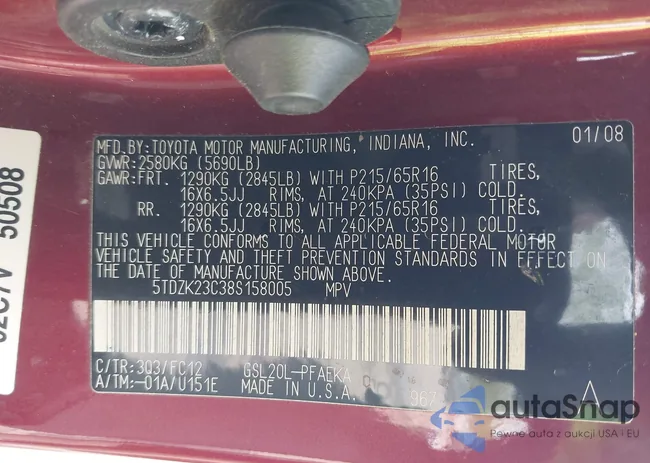 MFD.BY:TOYOTA MOTOR MANUFACTURING, INDIANA, INC. 01/08
GVWR:2580KG (5690LB)
GAWR:FRT. 1290KG (2845LB) WITH P215/65R16 TIRES,
16X6.5JJ RIMS, AT 240KPA (35PSI) COLD.
RR. 1290KG (2845LB) WITH P215/65R16 TIRES,
16X6.5JJ RIMS, AT 240KPA (35PSI) COLD.
THIS VEHICLE CONFORMS TO ALL APPLICABLE FEDERAL MOTOR
VEHICLE SAFETY AND THEFT PREVENTION STANDARDS IN EFFECT ON
THE DATE OF MANUFACTURE SHOWN ABOVE.
5TDZK23C38S158005 MPV
C/TR:3Q3/FC12 GSL20L-PFAEKA
A/TM:-01A/U151E MADE IN U.S.A. 967 A
50508
autaSnap
Pewne auta z aukcji USA i EU